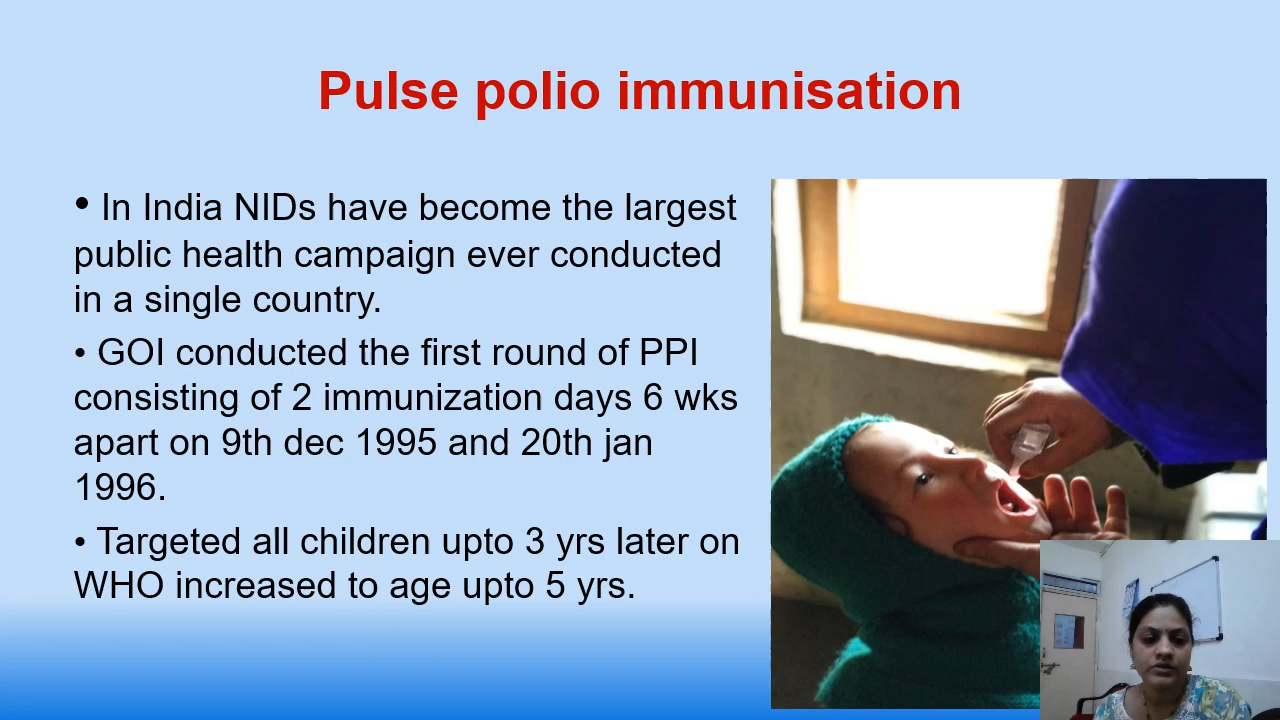 Pulse polio immunisation
• In India NIDs have become the largest
public health campaign ever conducted
in a single country.
• GOI conducted the first round of PPI
consisting of 2 immunization days 6 wks
apart on 9th dec 1995 and 20th jan
1996.
• Targeted all children upto 3 yrs later on
WHO increased to age upto 5 yrs.